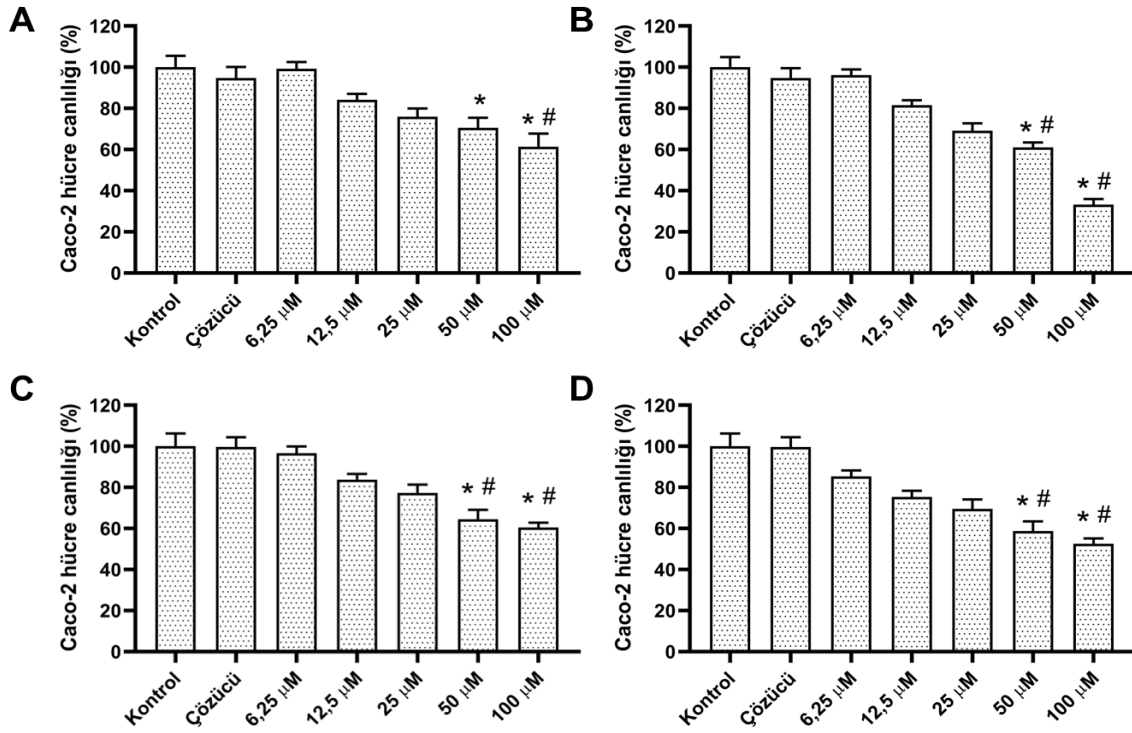 A
Caco-2 hücre canlılığı (%)
120
100
80
60
40
20
0
*
* #
Kontrol
Çözücü
6,25 µM
12,5 µM
25 µM
50 µM
100 µM
B
Caco-2 hücre canlılığı (%)
120
100
80
60
40
20
0
* #
* #
Kontrol
Çözücü
6,25 µM
12,5 µM
25 µM
50 µM
100 µM
C
Caco-2 hücre canlılığı (%)
120
100
80
60
40
20
0
* #
* #
Kontrol
Çözücü
6,25 µM
12,5 µM
25 µM
50 µM
100 µM
D
Caco-2 hücre canlılığı (%)
120
100
80
60
40
20
0
* #
* #
Kontrol
Çözücü
6,25 µM
12,5 µM
25 µM
50 µM
100 µM